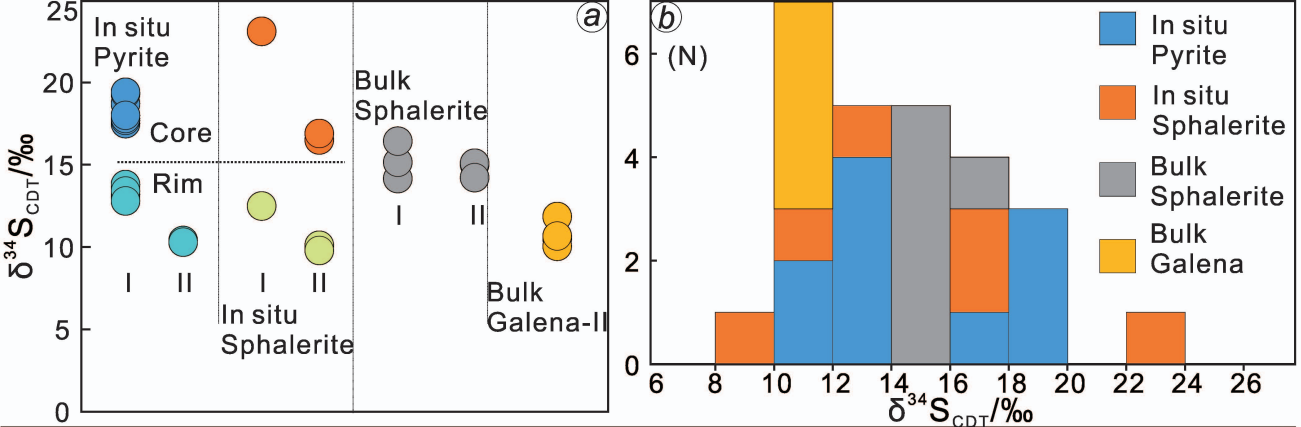 25
20
15
10
5
0
δ³⁴S_CDT/‰
a
In situ
Pyrite
Core
Rim
I II
I II
In situ
Sphalerite
Bulk
Sphalerite
I II
Bulk
Galena-II
b
(N)
6
4
2
0
6 8 10 12 14 16 18 20 22 24 26
δ³⁴S_CDT/‰
In situ
Pyrite
In situ
Sphalerite
Bulk
Sphalerite
Bulk
Galena